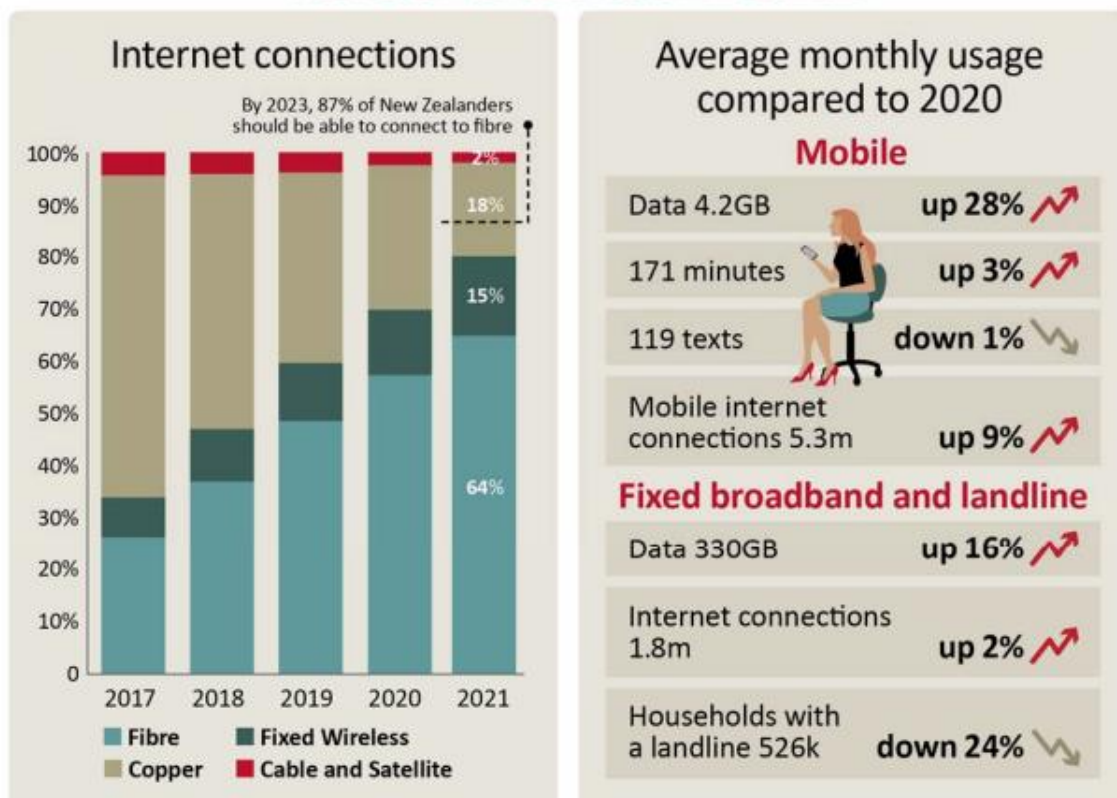 Internet connections
By 2023, 87% of New Zealanders
should be able to connect to fibre
100%
90%
80%
70%
60%
50%
40%
30%
20%
10%
0
2%
18%
15%
64%
2017 2018 2019 2020 2021
Fibre Fixed Wireless
Copper Cable and Satellite
Average monthly usage
compared to 2020
Mobile
Data 4.2GB up 28%
171 minutes up 3%
119 texts down 1%
Mobile internet
connections 5.3m up 9%
Fixed broadband and landline
Data 330GB up 16%
Internet connections
1.8m up 2%
Households with
a landline 526k down 24%